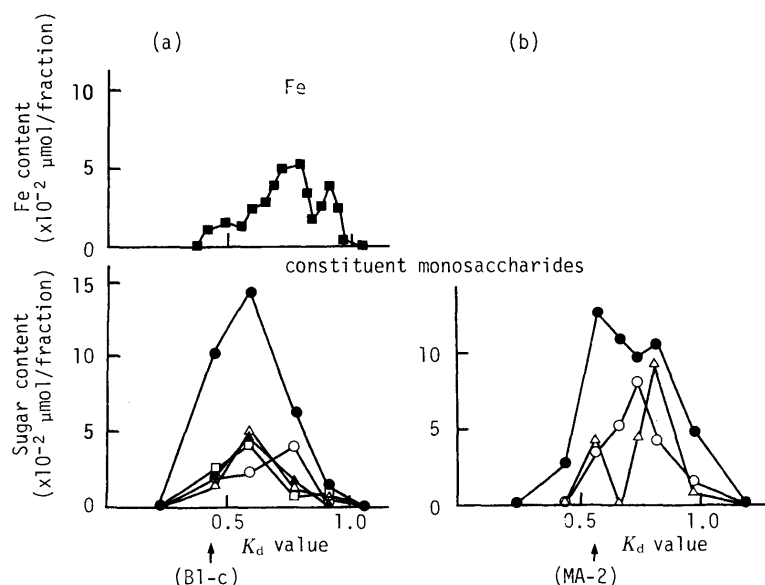 (a) (b)
Fe
Fe content
(x10⁻² μmol/fraction)
10
5
0
constituent monosaccharides
Sugar content
(x10⁻² μmol/fraction)
15
10
5
0
10
5
0
0.5 1.0
0.5 1.0
Kd value
Kd value
(B1-c)
(MA-2)